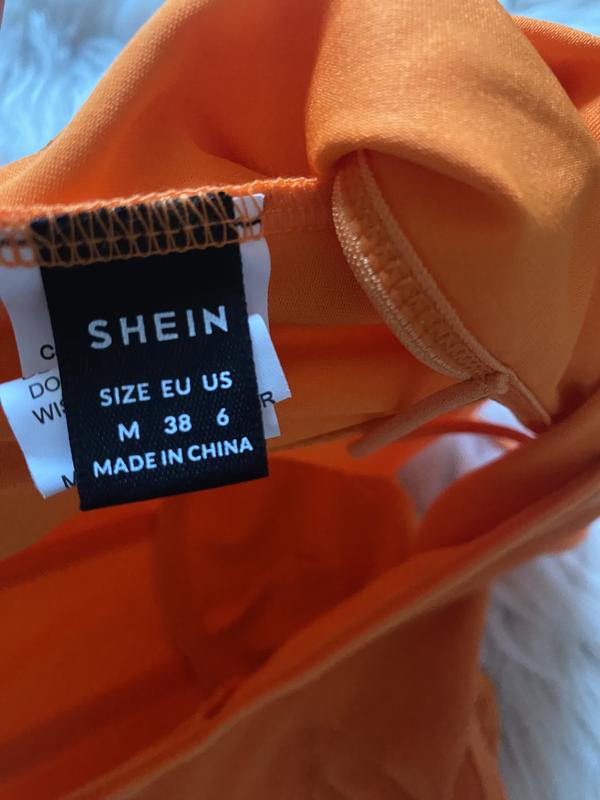 SHEIN
SIZE EU US
M 38 6
MADE IN CHINA